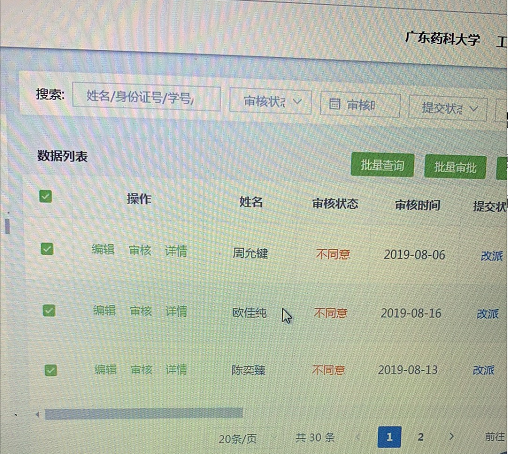 广东药科大学 工
搜索: 姓名/身份证号/学号/ 审核状态 审核时 提交状态
数据列表 批量查询 批量审批
操作 姓名 审核状态 审核时间 提交状
编辑 审核 详情 周允健 不同意 2019-08-06 改派
编辑 审核 详情 欧佳纯 不同意 2019-08-16 改派
编辑 审核 详情 陈奕臻 不同意 2019-08-13 改派
20条/页 共 30 条 1 2 前往